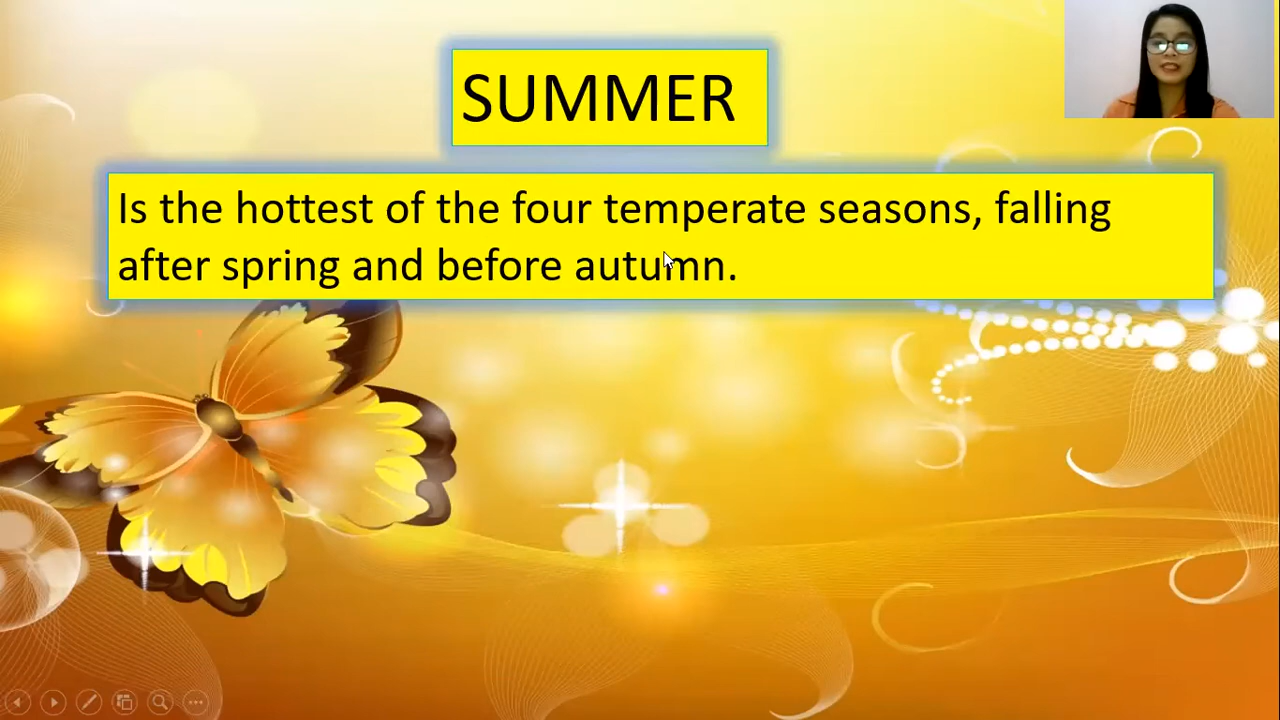 SUMMER
Is the hottest of the four temperate seasons, falling
after spring and before autumn.